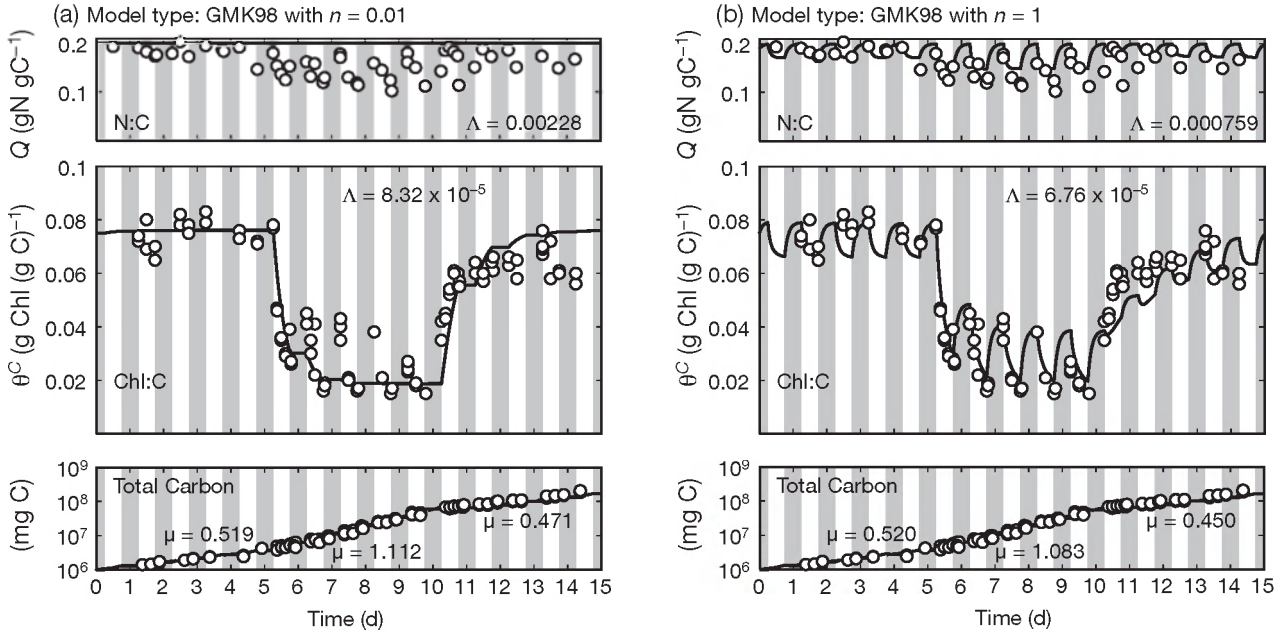 (a) Model type: GMK98 with n = 0.01
Q (gN gC⁻¹)
0.2
0.1
N:C
Λ = 0.00228
θ^C (g Chl (g C)⁻¹)
0.1
0.08
0.06
0.04
0.02
Λ = 8.32 x 10⁻⁵
Chl:C
(mg C)
10⁹
10⁸
10⁷
10⁶
Total Carbon
μ = 0.519
μ = 1.112
μ = 0.471
0 1 2 3 4 5 6 7 8 9 10 11 12 13 14 15
Time (d)
(b) Model type: GMK98 with n = 1
Q (gN gC⁻¹)
0.2
0.1
N:C
Λ = 0.000759
θ^C (g Chl (g C)⁻¹)
0.1
0.08
0.06
0.04
0.02
Λ = 6.76 x 10⁻⁵
Chl:C
(mg C)
10⁹
10⁸
10⁷
10⁶
Total Carbon
μ = 0.520
μ = 1.083
μ = 0.450
0 1 2 3 4 5 6 7 8 9 10 11 12 13 14 15
Time (d)